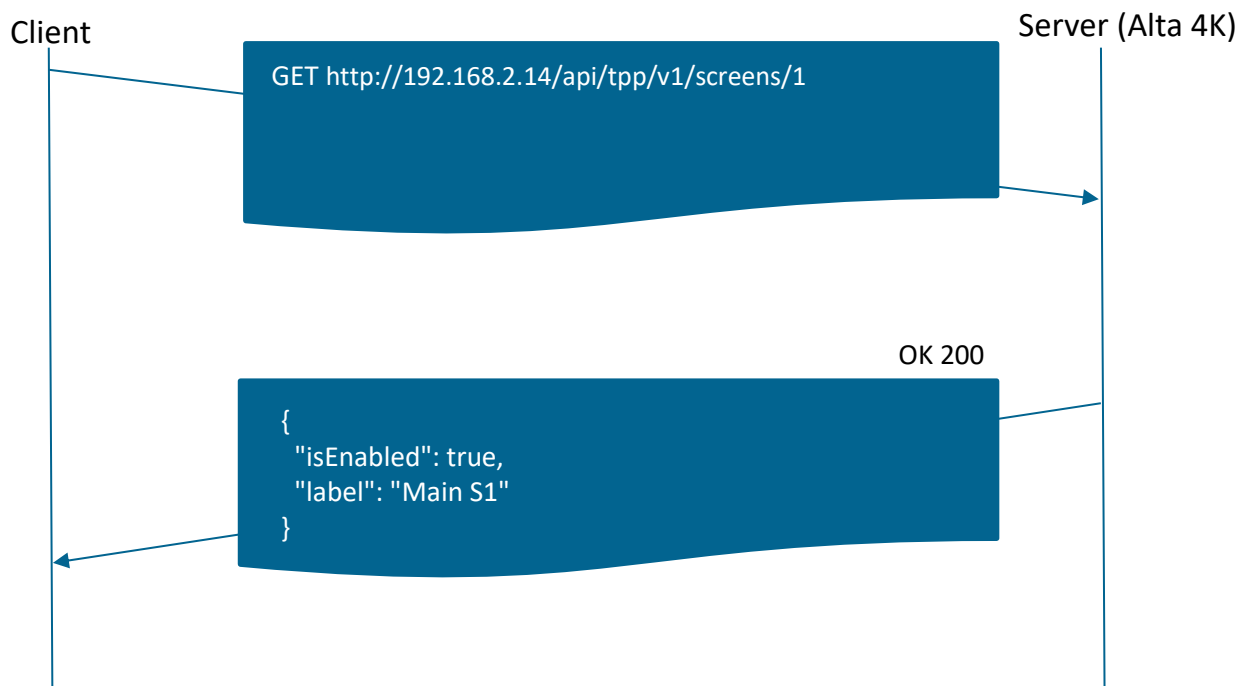 Client
Server (Alta 4K)
GET http://192.168.2.14/api/tpp/v1/screens/1
OK 200
{
"isEnabled": true,
"label": "Main S1"
}